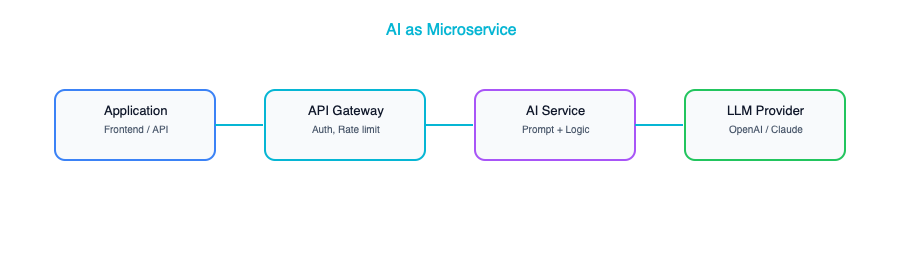 AI as Microservice
Application
Frontend / API
API Gateway
Auth, Rate limit
AI Service
Prompt + Logic
LLM Provider
OpenAI / Claude